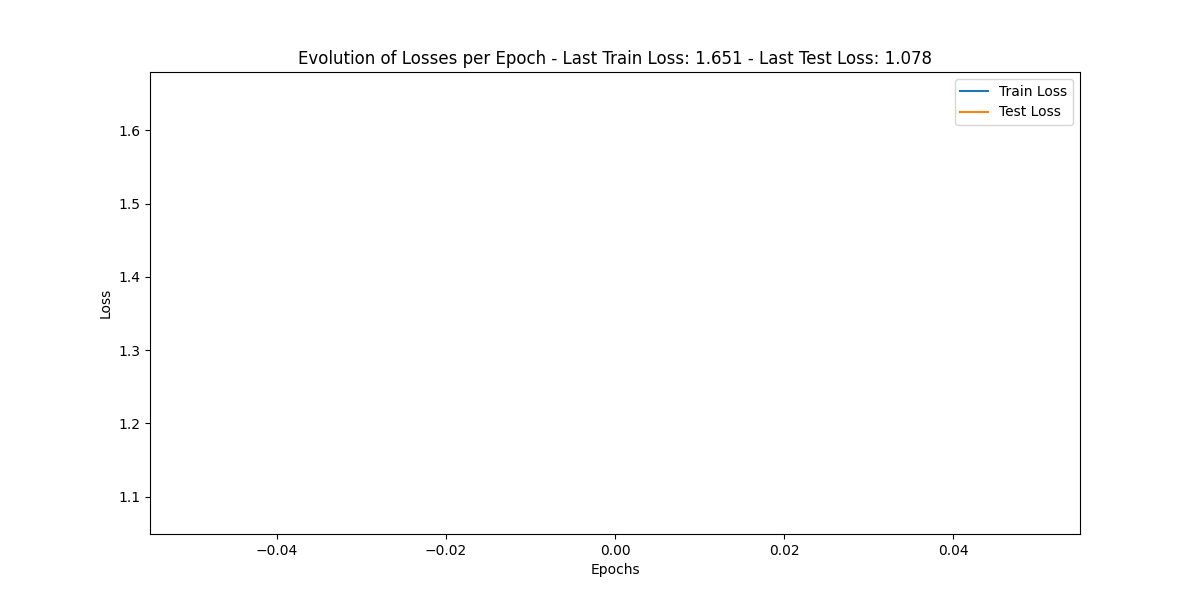 Evolution of Losses per Epoch - Last Train Loss: 1.651 - Last Test Loss: 1.078
Train Loss
Test Loss
1.6
1.5
1.4
1.3
1.2
1.1
Loss
−0.04
−0.02
0.00
0.02
0.04
Epochs